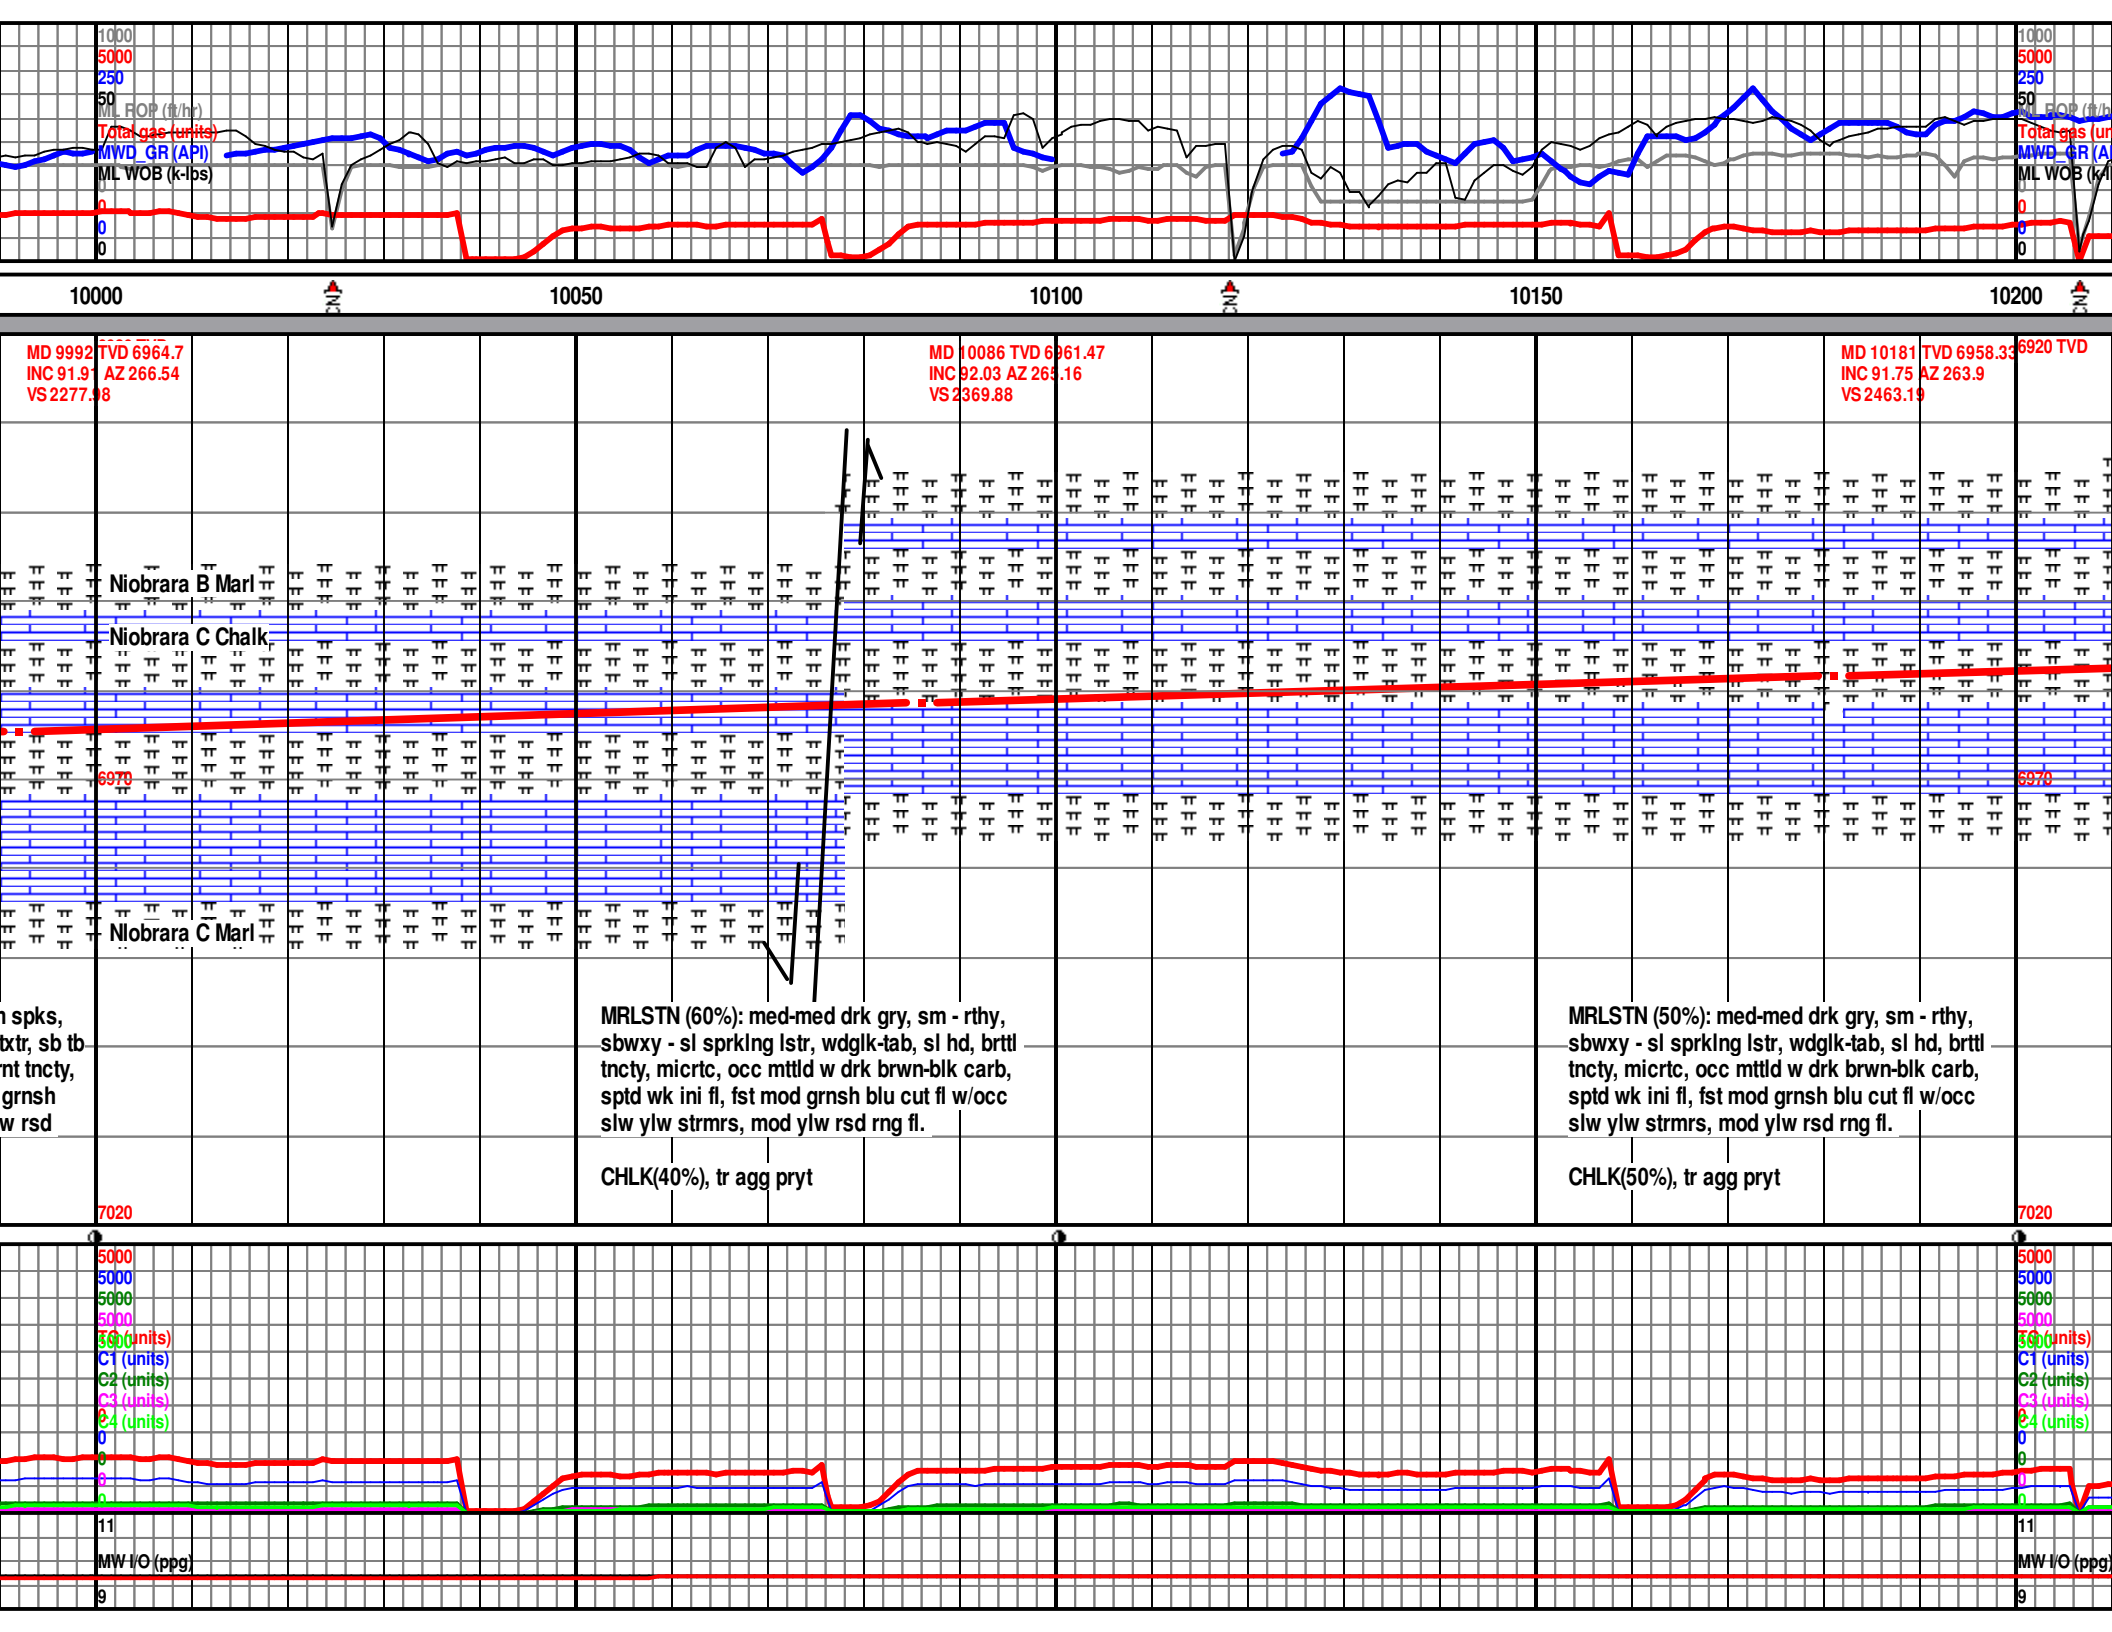 1000
5000
250
50
ML ROP (ft/hr)
Total gas (units)
MWD_GR (API)
ML WOB (k-lbs)
0
0
0
0
1000
5000
250
50
ML ROP (ft/h
Total gas (un
MWD_GR (A
ML WOB (k-l
0
0
0
0
10000
CN
10050
10100
CN
10150
10200
CN
MD 9992 TVD 6964.7
INC 91.91 AZ 266.54
VS 2277.98
MD 10086 TVD 6961.47
INC 92.03 AZ 265.16
VS 2369.88
MD 10181 TVD 6958.33
INC 91.75 AZ 263.9
VS 2463.19
6920 TVD
Niobrara B Marl
Niobrara C Chalk
6970
6970
NIobrara C Marl
n spks,
txtr, sb tb
rnt tncty,
grnsh
w rsd
MRLSTN (60%): med-med drk gry, sm - rthy,
sbwxy - sl sprklng lstr, wdglk-tab, sl hd, brttl
tncty, micrtc, occ mttld w drk brwn-blk carb,
sptd wk ini fl, fst mod grnsh blu cut fl w/occ
slw ylw strmrs, mod ylw rsd rng fl.
CHLK(40%), tr agg pryt
MRLSTN (50%): med-med drk gry, sm - rthy,
sbwxy - sl sprklng lstr, wdglk-tab, sl hd, brttl
tncty, micrtc, occ mttld w drk brwn-blk carb,
sptd wk ini fl, fst mod grnsh blu cut fl w/occ
slw ylw strmrs, mod ylw rsd rng fl.
CHLK(50%), tr agg pryt
7020
7020
5000
5000
5000
5000
5000
TG (units)
C1 (units)
C2 (units)
C3 (units)
C4 (units)
0
0
0
0
0
5000
5000
5000
5000
5000
TG (units)
C1 (units)
C2 (units)
C3 (units)
C4 (units)
0
0
0
0
0
11
MW I/O (ppg)
9
11
MW I/O (ppg)
9